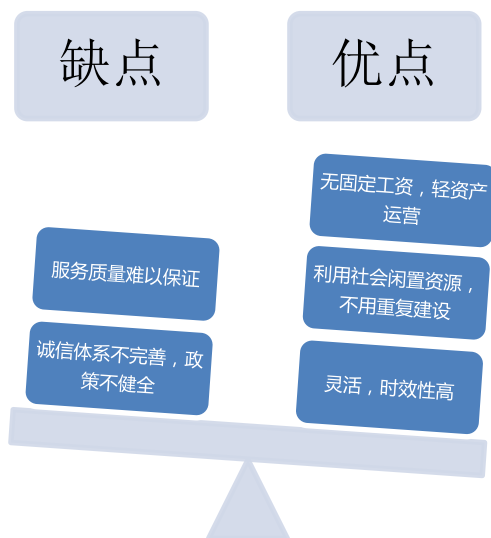 缺点
优点
服务质量难以保证
诚信体系不完善，政
策不健全
无固定工资，轻资产
运营
利用社会闲置资源，
不用重复建设
灵活，时效性高